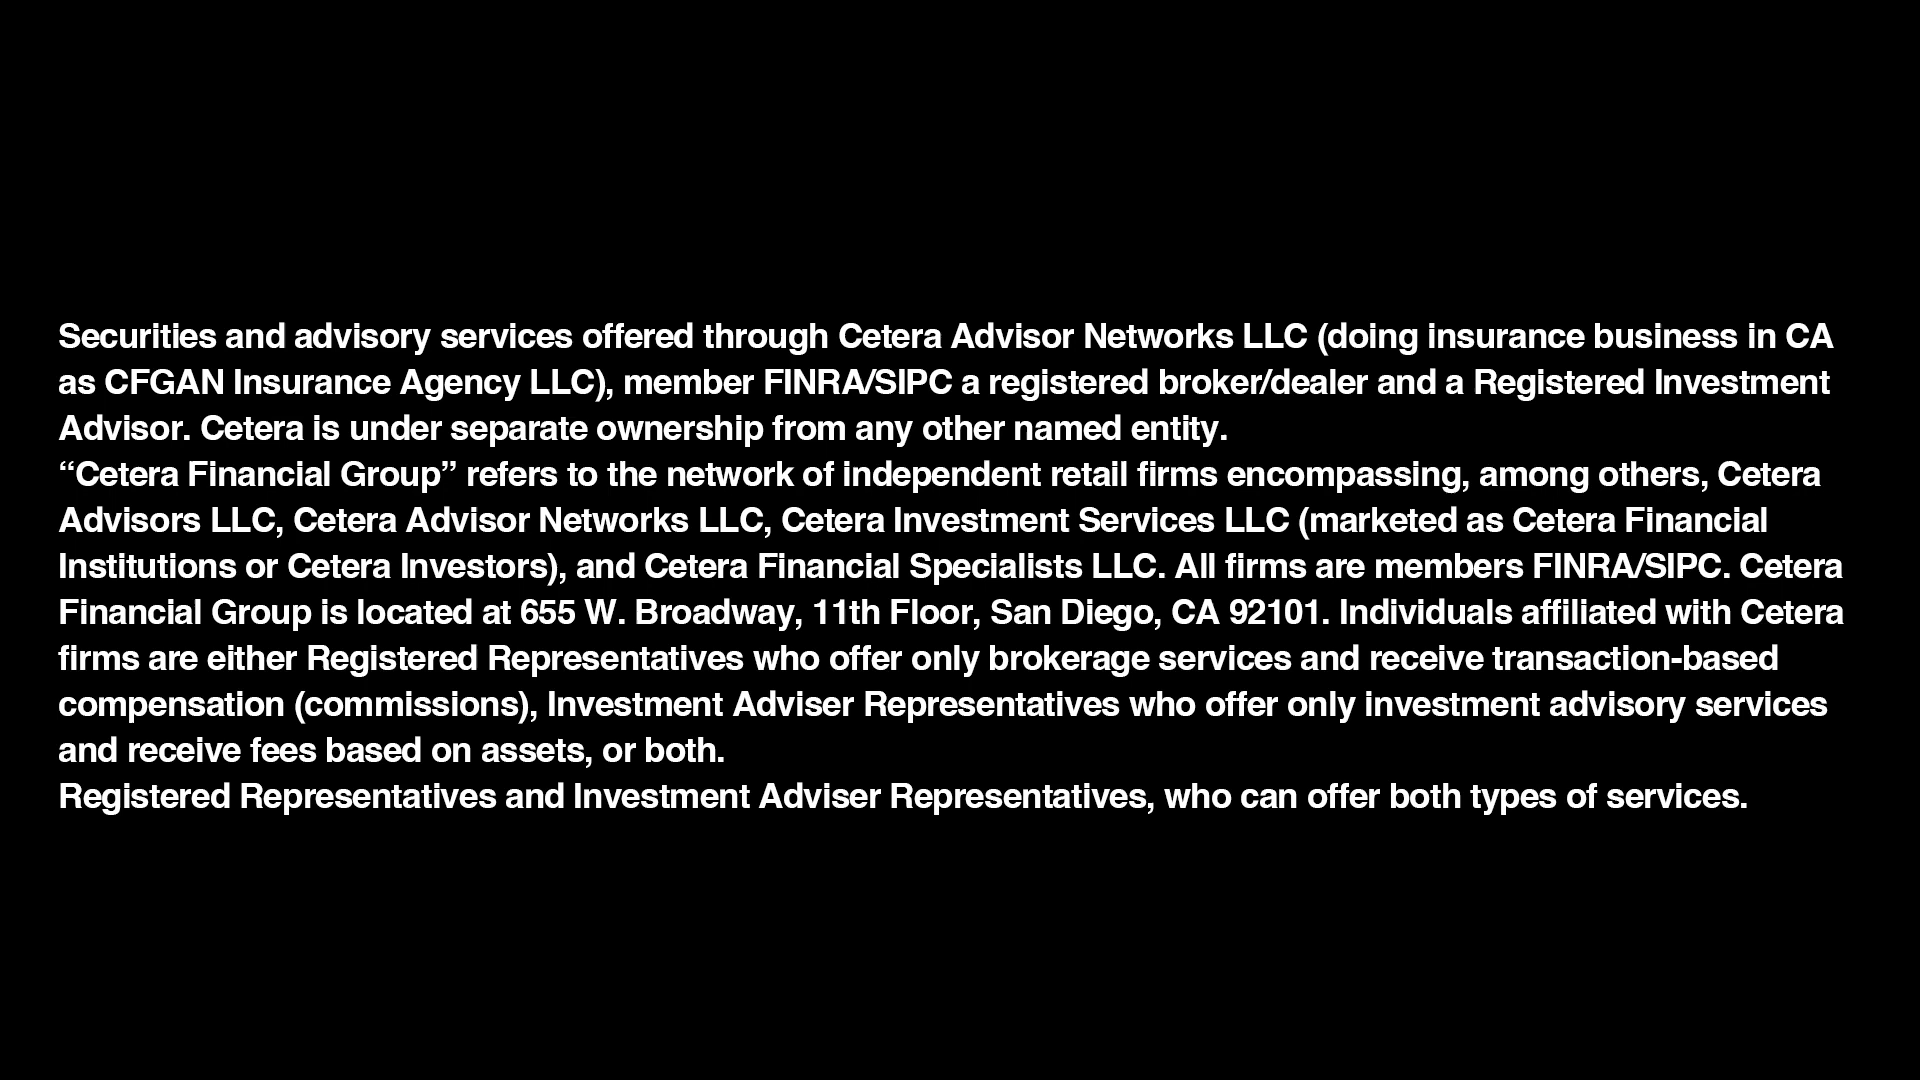 Securities and advisory services offered through Cetera Advisor Networks LLC (doing insurance business in CA
as CFGAN Insurance Agency LLC), member FINRA/SIPC a registered broker/dealer and a Registered Investment
Advisor. Cetera is under separate ownership from any other named entity.
“Cetera Financial Group” refers to the network of independent retail firms encompassing, among others, Cetera
Advisors LLC, Cetera Advisor Networks LLC, Cetera Investment Services LLC (marketed as Cetera Financial
Institutions or Cetera Investors), and Cetera Financial Specialists LLC. All firms are members FINRA/SIPC. Cetera
Financial Group is located at 655 W. Broadway, 11th Floor, San Diego, CA 92101. Individuals affiliated with Cetera
firms are either Registered Representatives who offer only brokerage services and receive transaction-based
compensation (commissions), Investment Adviser Representatives who offer only investment advisory services
and receive fees based on assets, or both.
Registered Representatives and Investment Adviser Representatives, who can offer both types of services.